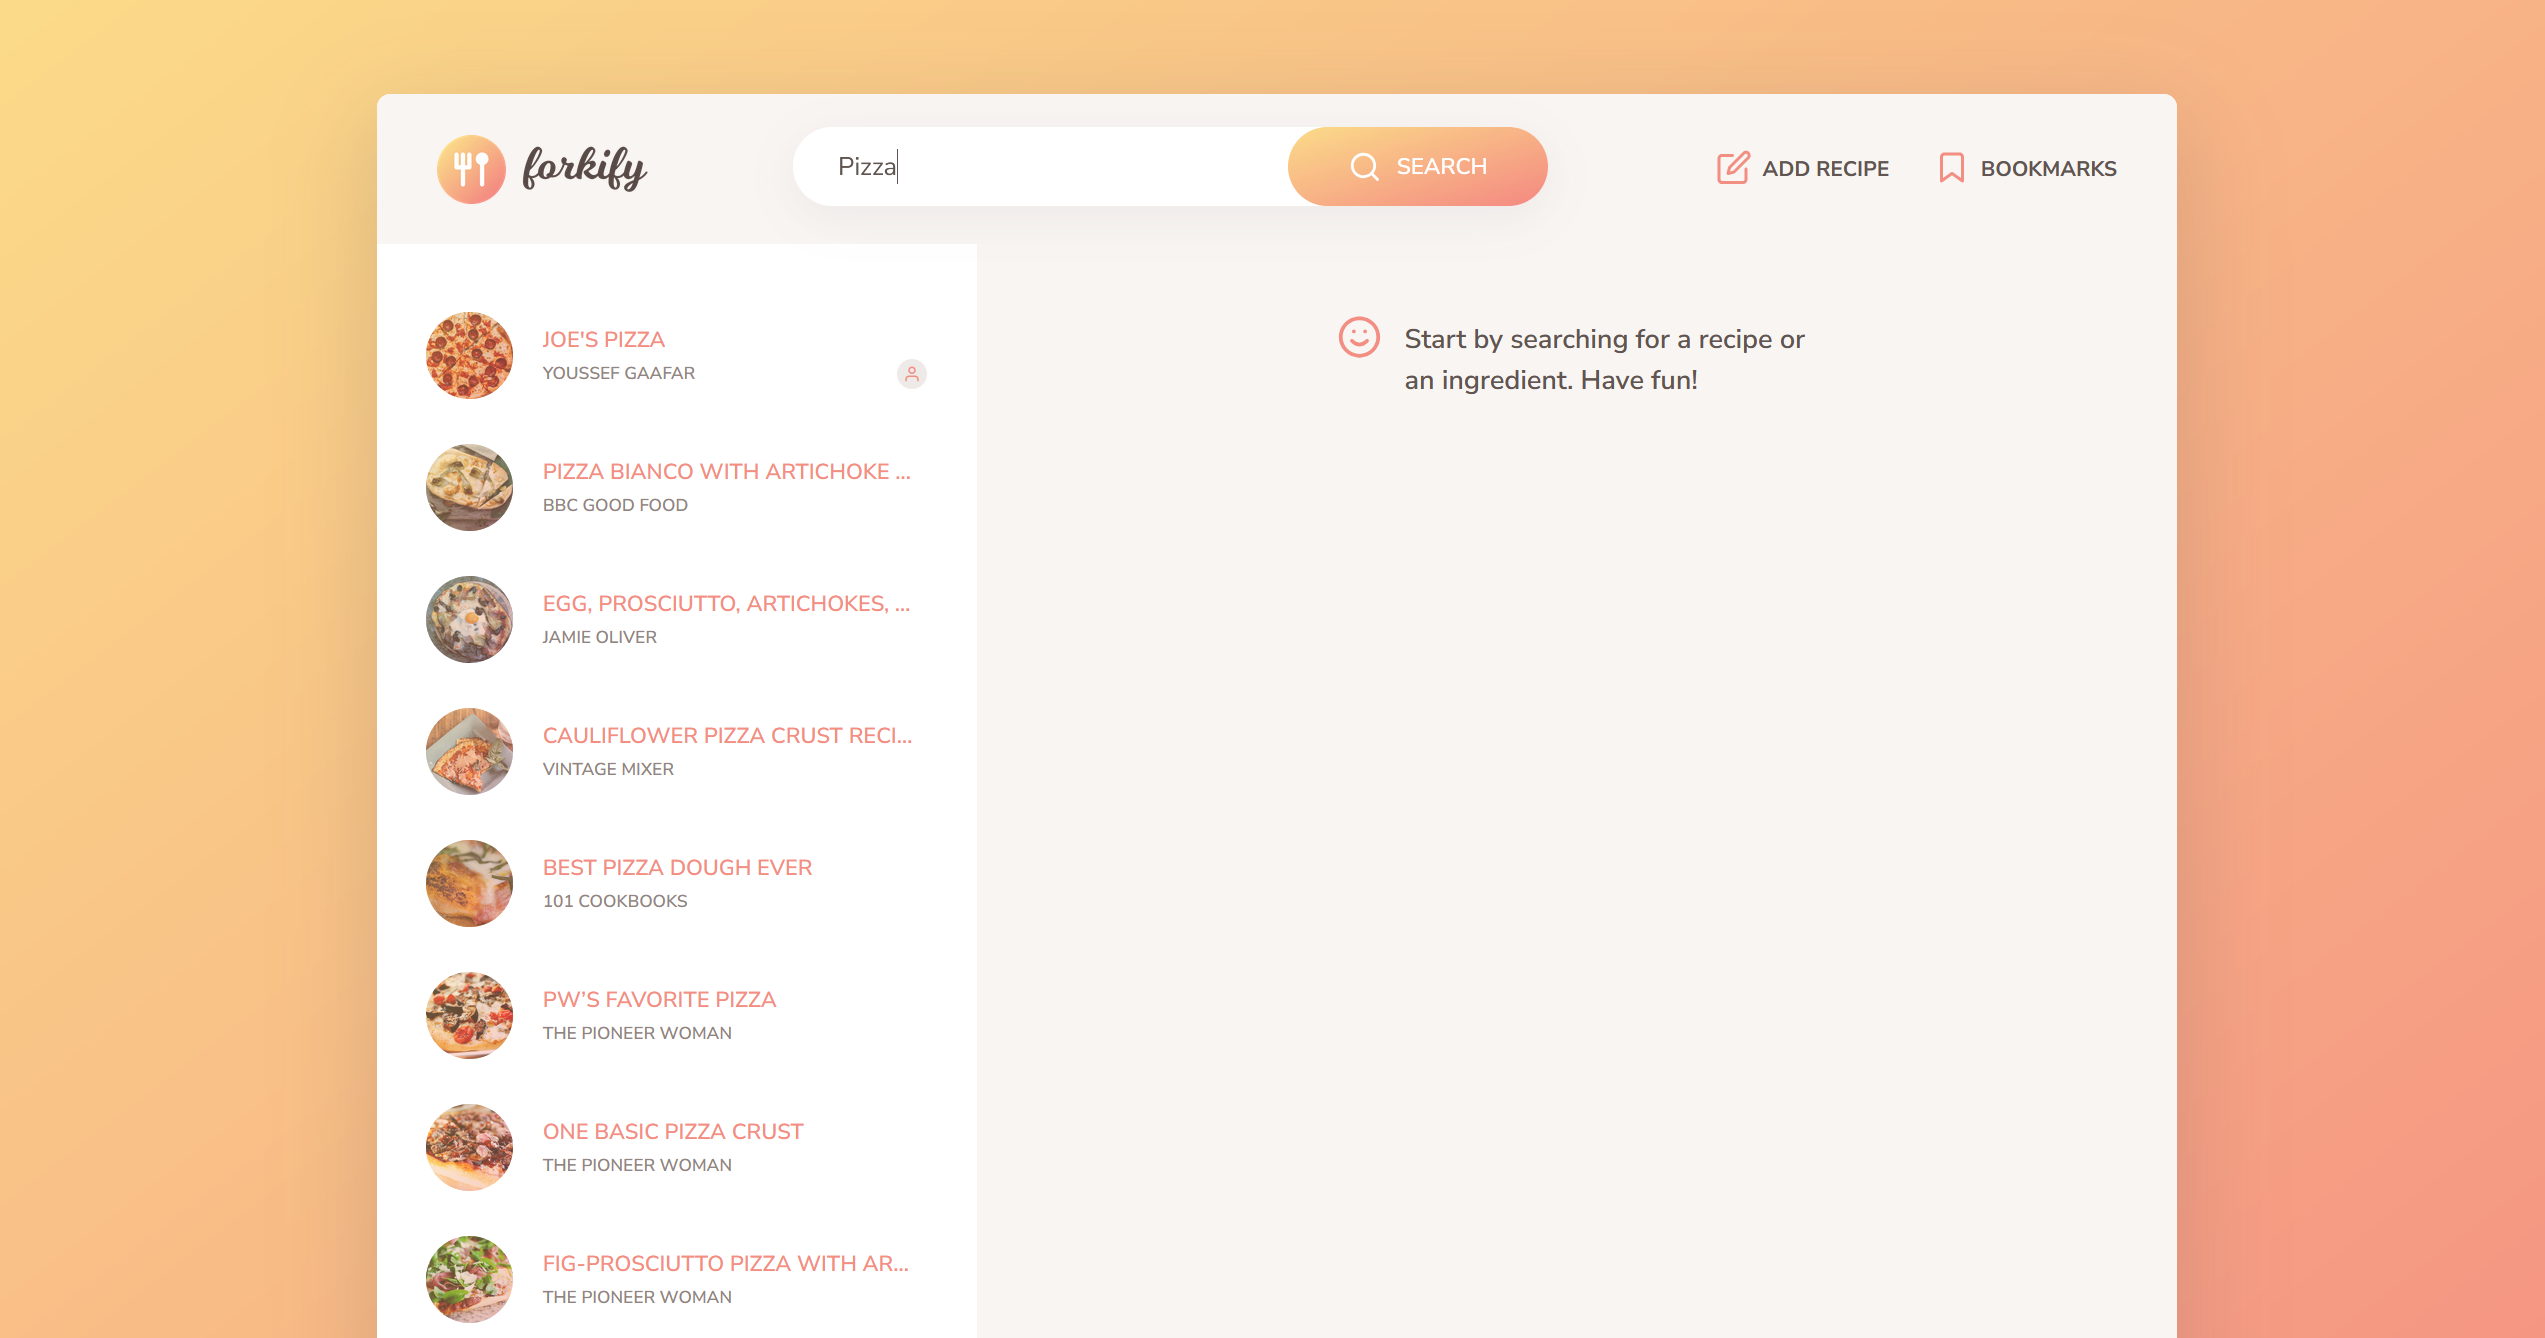 forkify
Pizza
SEARCH
ADD RECIPE
BOOKMARKS
JOE'S PIZZA
YOUSSEF GAAFAR
PIZZA BIANCO WITH ARTICHOKE ...
BBC GOOD FOOD
EGG, PROSCIUTTO, ARTICHOKES, ...
JAMIE OLIVER
CAULIFLOWER PIZZA CRUST RECI...
VINTAGE MIXER
BEST PIZZA DOUGH EVER
101 COOKBOOKS
PW’S FAVORITE PIZZA
THE PIONEER WOMAN
ONE BASIC PIZZA CRUST
THE PIONEER WOMAN
FIG-PROSCIUTTO PIZZA WITH AR...
THE PIONEER WOMAN
Start by searching for a recipe or
an ingredient. Have fun!